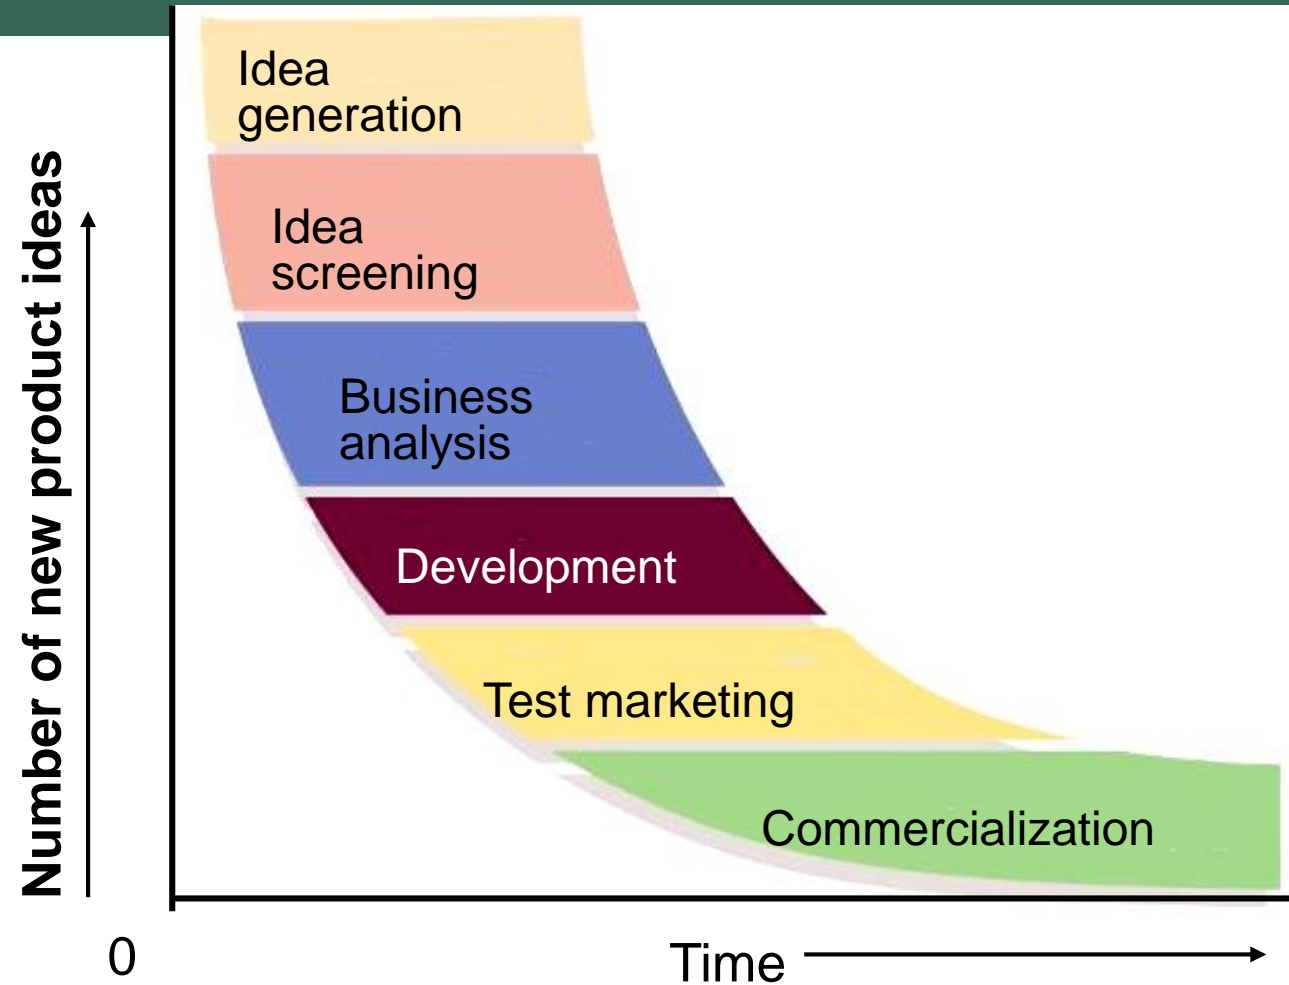 Idea
generation
Idea
screening
Business
analysis
Development
Test marketing
Commercialization
Number of new product ideas
0
Time